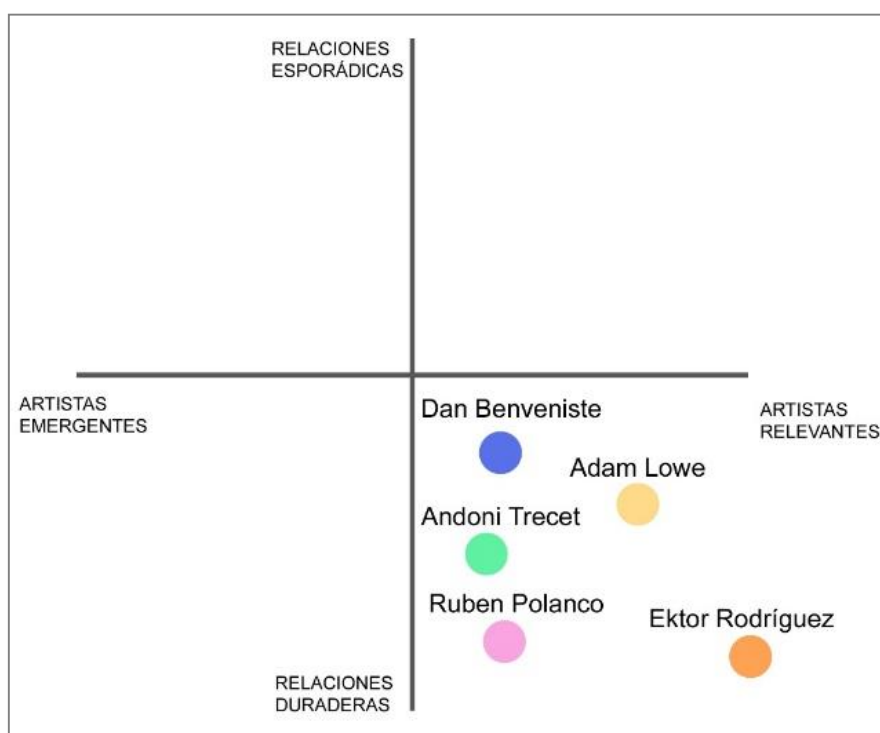 RELACIONES
ESPORÁDICAS
ARTISTAS
EMERGENTES
ARTISTAS
RELEVANTES
Dan Benveniste
Adam Lowe
Andoni Trecet
Ruben Polanco
Ektor Rodríguez
RELACIONES
DURADERAS